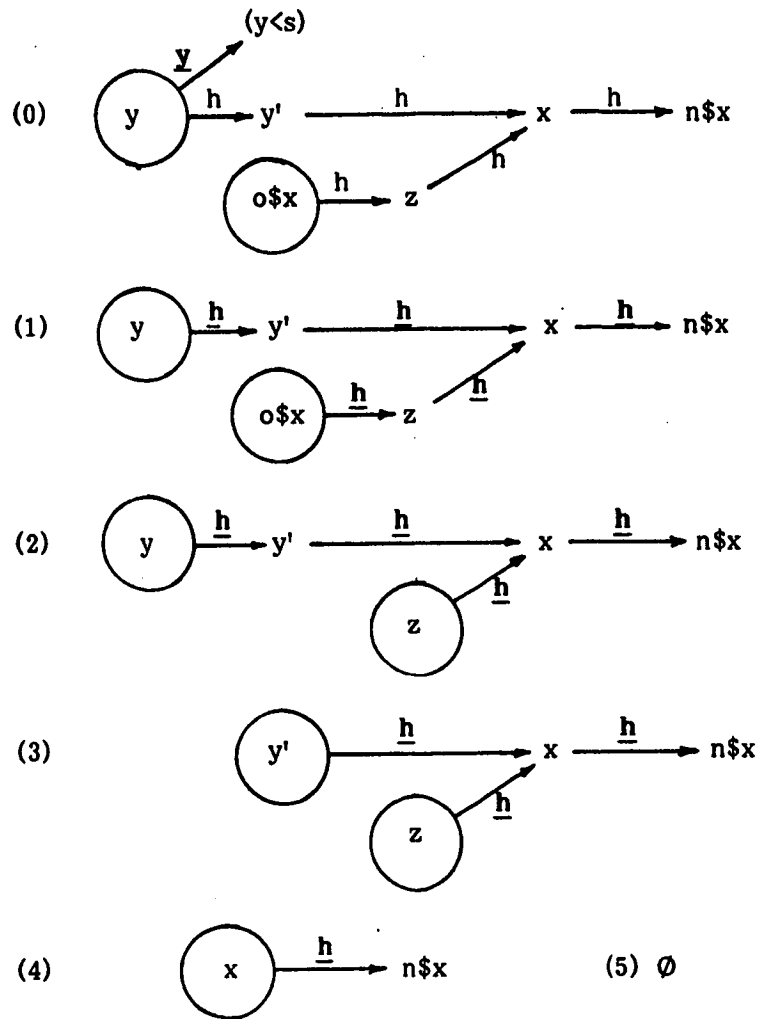 (y<s)
y
(0) y h y' h x h n$x
h
o$x h z
(1) y h y' h x h n$x
h
o$x h z
(2) y h y' h x h n$x
h
z
(3) y' h x h n$x
h
z
(4) x h n$x (5) Ø